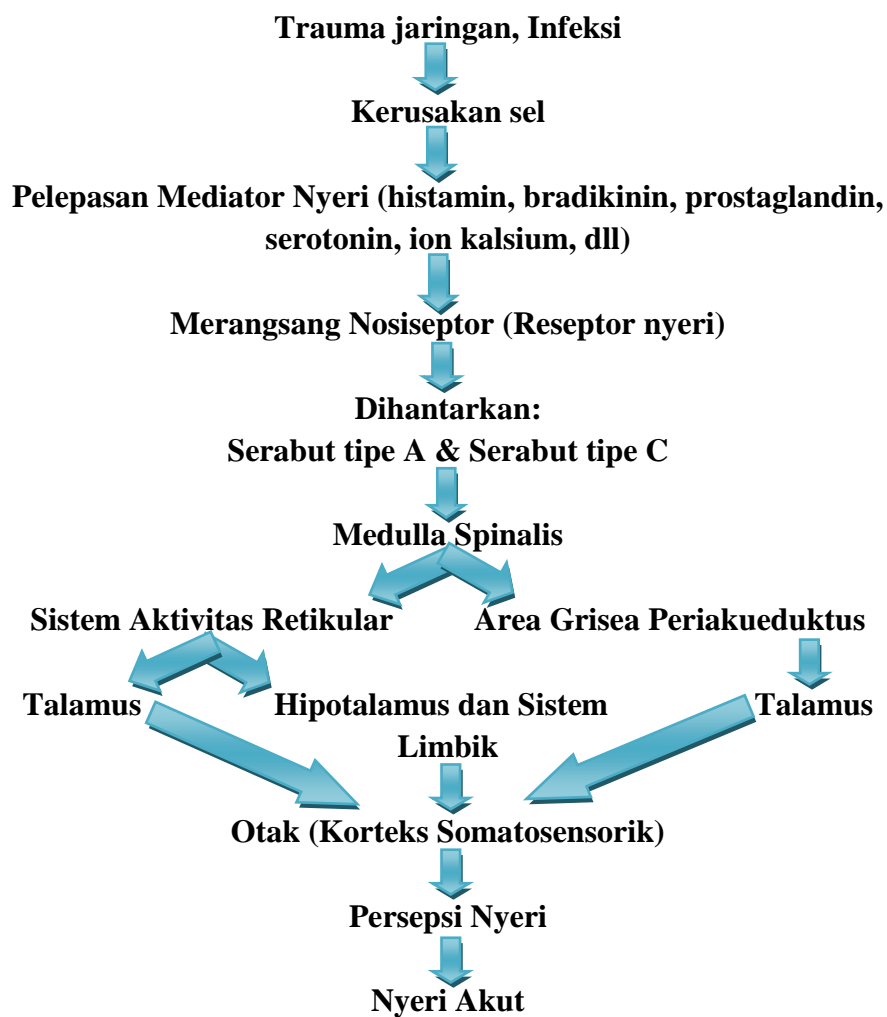 Trauma jaringan, Infeksi
Kerusakan sel
Pelepasan Mediator Nyeri (histamin, bradikinin, prostaglandin,
serotonin, ion kalsium, dll)
Merangsang Nosiseptor (Reseptor nyeri)
Dihantarkan:
Serabut tipe A & Serabut tipe C
Medulla Spinalis
Sistem Aktivitas Retikular
Area Grisea Periakueduktus
Talamus
Hipotalamus dan Sistem
Limbik
Talamus
Otak (Korteks Somatosensorik)
Persepsi Nyeri
Nyeri Akut